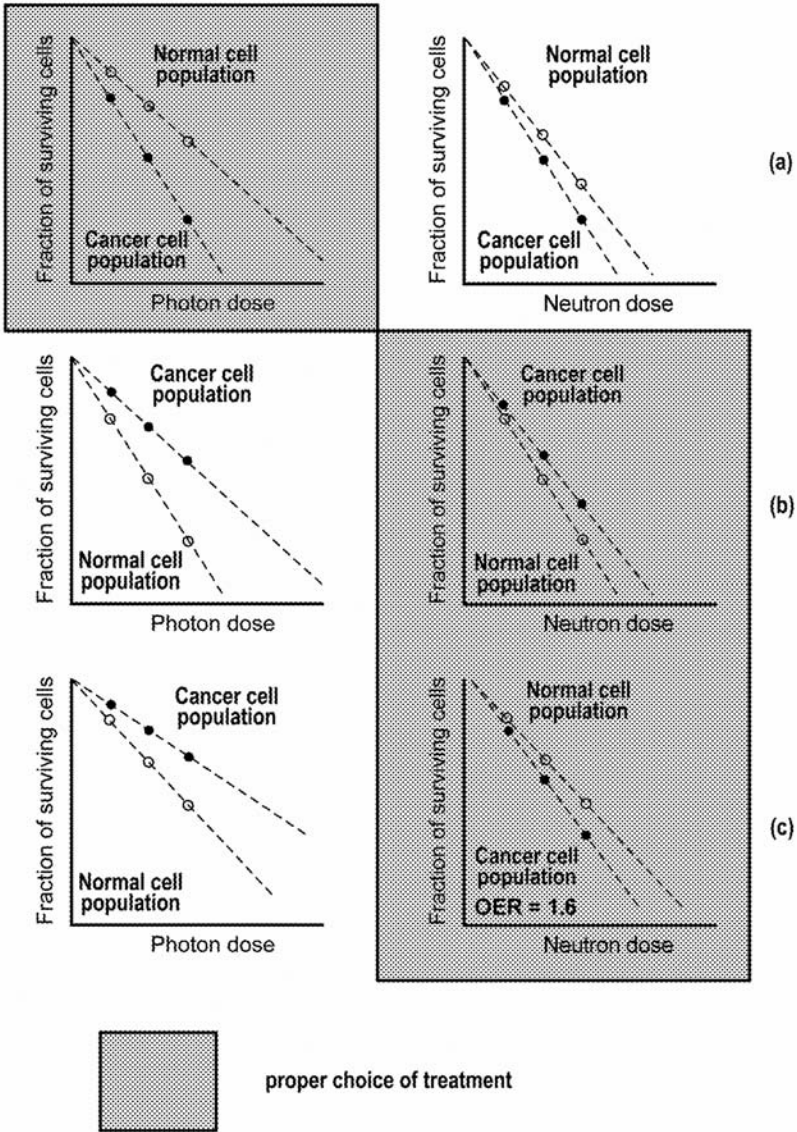 Fraction of surviving cells
Normal cell
population
Cancer cell
population
Photon dose
Fraction of surviving cells
Normal cell
population
Cancer cell
population
Neutron dose
(a)
Fraction of surviving cells
Cancer cell
population
Normal cell
population
Photon dose
Fraction of surviving cells
Cancer cell
population
Normal cell
population
Neutron dose
(b)
Fraction of surviving cells
Cancer cell
population
Normal cell
population
Photon dose
Fraction of surviving cells
Normal cell
population
Cancer cell
population
OER = 1.6
Neutron dose
(c)
proper choice of treatment